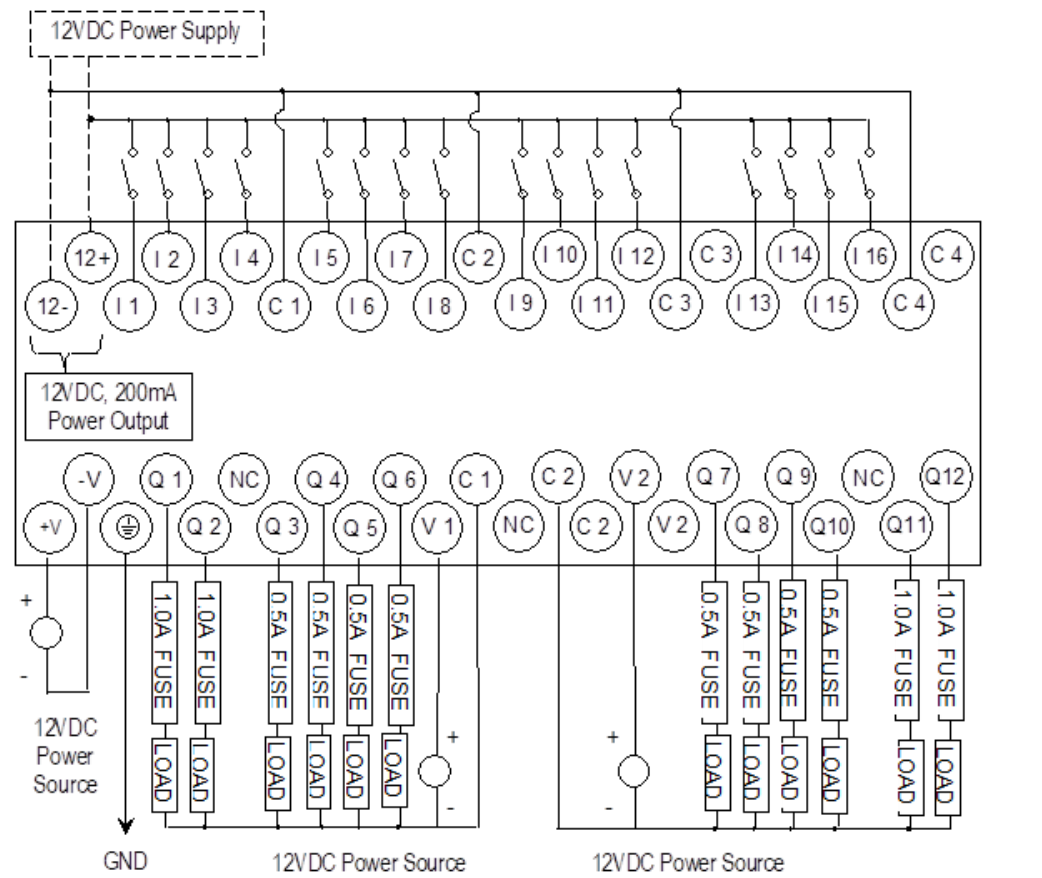 12VDC Power Supply
12+ I 2 I 4 I 5 I 7 C 2 I 10 I 12 C 3 I 14 I 16 C 4
12- I 1 I 3 C 1 I 6 I 8 I 9 I 11 C 3 I 13 I 15 C 4
12VDC, 200mA
Power Output
-V Q 1 NC Q 4 Q 6 C 1 C 2 V 2 Q 7 Q 9 NC Q12
+V Q 2 Q 3 Q 5 V 1 NC C 2 V 2 Q 8 Q10 Q11
1.0A FUSE
1.0A FUSE
0.5A FUSE
0.5A FUSE
0.5A FUSE
0.5A FUSE
0.5A FUSE
0.5A FUSE
0.5A FUSE
0.5A FUSE
1.0A FUSE
1.0A FUSE
+
-
12VDC
Power
Source
LOAD
LOAD
LOAD
LOAD
LOAD
LOAD
+
-
+
-
LOAD
LOAD
LOAD
LOAD
LOAD
LOAD
GND
12VDC Power Source
12VDC Power Source